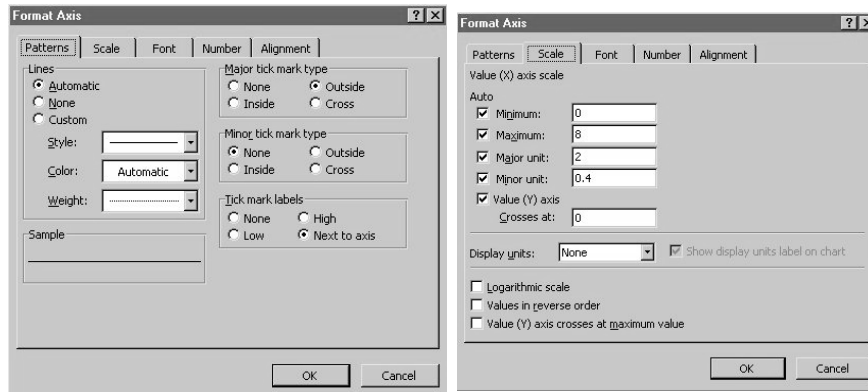 Format Axis
Patterns Scale Font Number Alignment
Lines
Automatic
None
Custom
Style:
Color: Automatic
Weight:
Sample
Major tick mark type
None Outside
Inside Cross
Minor tick mark type
None Outside
Inside Cross
Tick mark labels
None High
Low Next to axis
OK Cancel
Format Axis
Patterns Scale Font Number Alignment
Value (X) axis scale
Auto
Minimum: 0
Maximum: 8
Major unit: 2
Minor unit: 0.4
Value (Y) axis
Crosses at: 0
Display units: None Show display units label on chart
Logarithmic scale
Values in reverse order
Value (Y) axis crosses at maximum value
OK Cancel